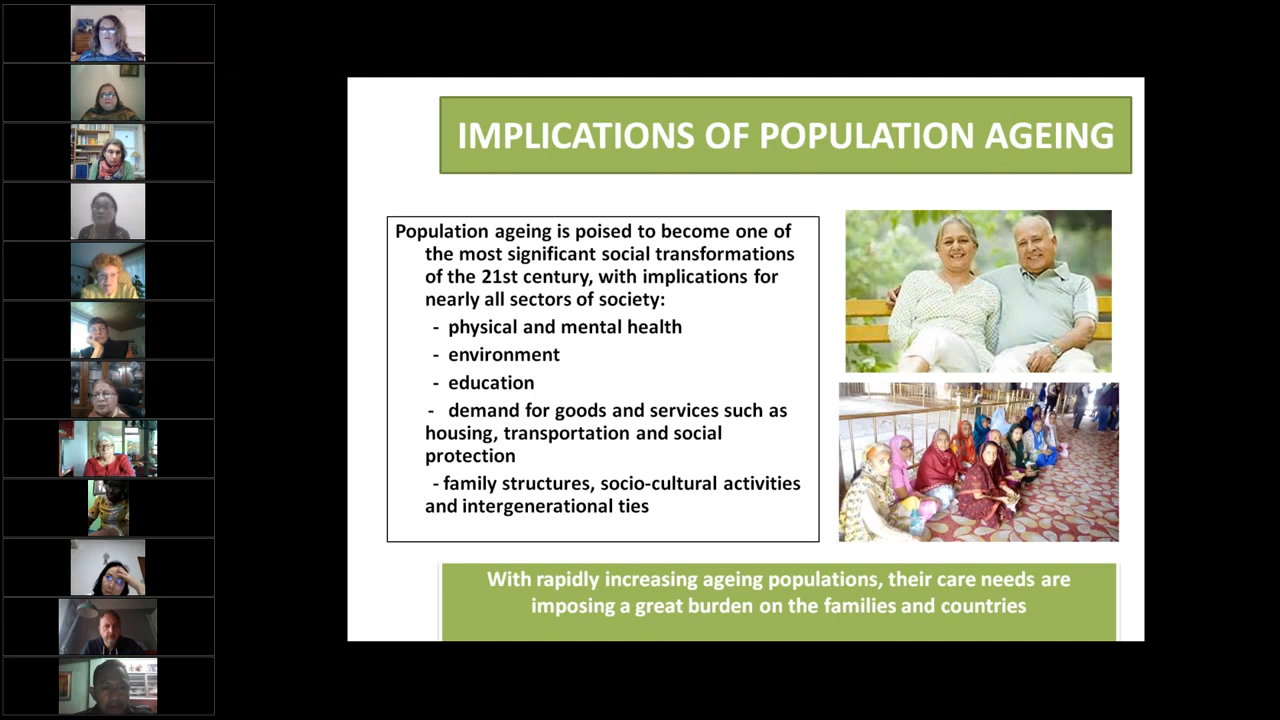 IMPLICATIONS OF POPULATION AGEING
Population ageing is poised to become one of
the most significant social transformations
of the 21st century, with implications for
nearly all sectors of society:
- physical and mental health
- environment
- education
- demand for goods and services such as
housing, transportation and social
protection
- family structures, socio-cultural activities
and intergenerational ties
With rapidly increasing ageing populations, their care needs are
imposing a great burden on the families and countries